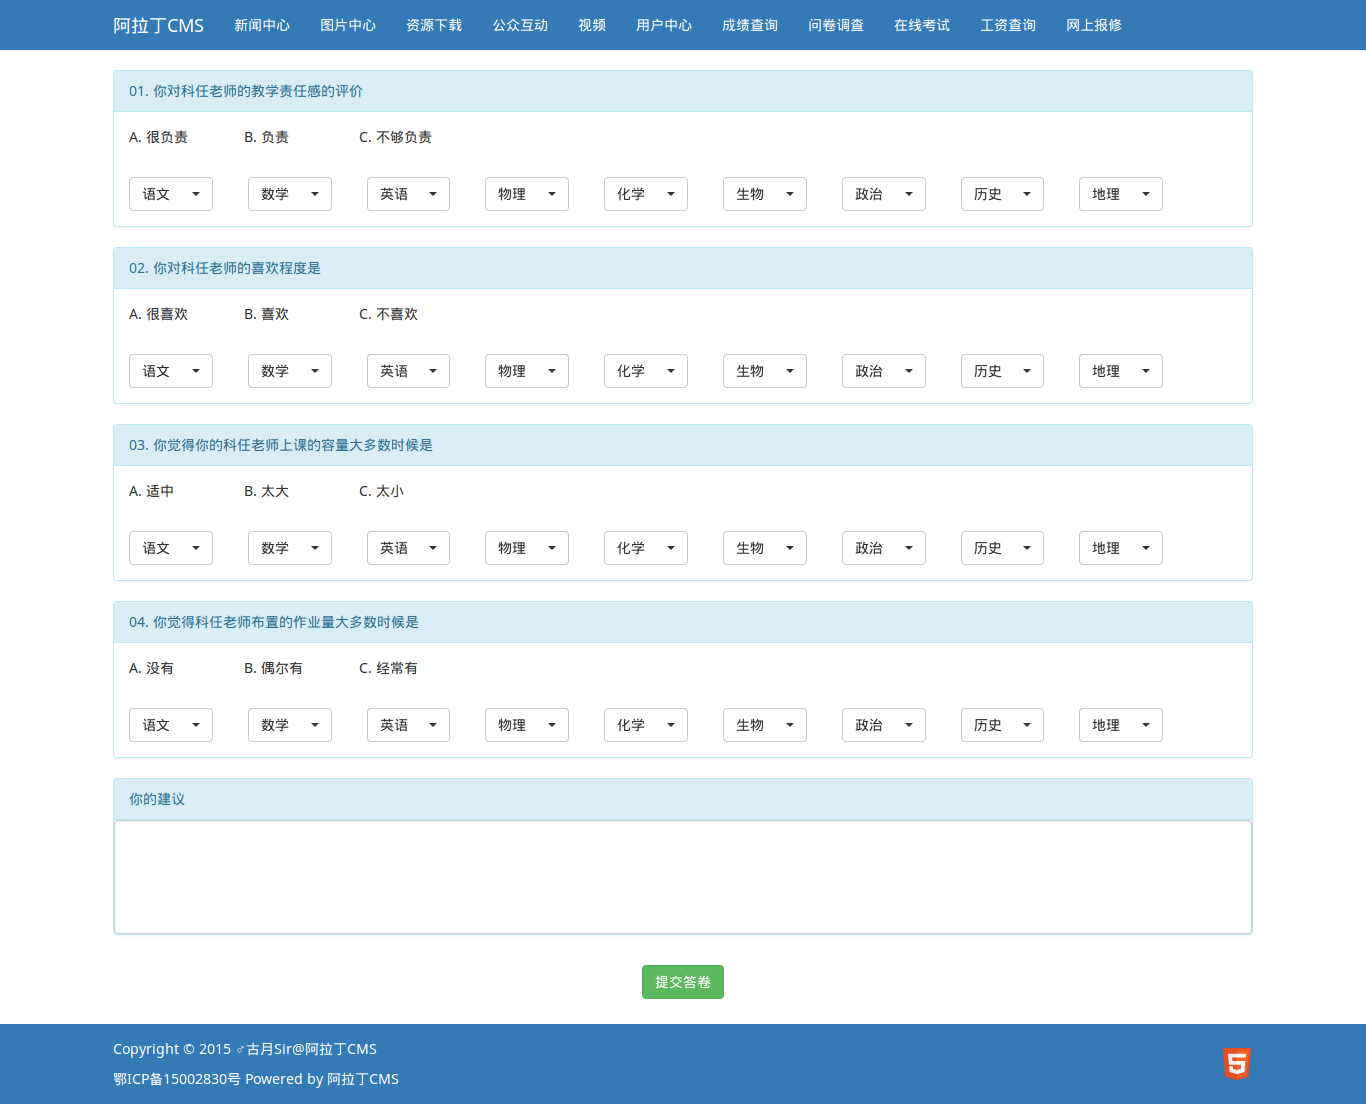 阿拉丁CMS 新闻中心 图片中心 资源下载 公众互动 视频 用户中心 成绩查询 问卷调查 在线考试 工资查询 网上报修
01. 你对科任老师的教学责任感的评价
A. 很负责 B. 负责 C. 不够负责
语文 数学 英语 物理 化学 生物 政治 历史 地理
02. 你对科任老师的喜欢程度是
A. 很喜欢 B. 喜欢 C. 不喜欢
语文 数学 英语 物理 化学 生物 政治 历史 地理
03. 你觉得你的科任老师上课的容量大多数时候是
A. 适中 B. 太大 C. 太小
语文 数学 英语 物理 化学 生物 政治 历史 地理
04. 你觉得科任老师布置的作业量大多数时候是
A. 没有 B. 偶尔有 C. 经常有
语文 数学 英语 物理 化学 生物 政治 历史 地理
你的建议
提交答卷
Copyright © 2015 ♂古月Sir@阿拉丁CMS
鄂ICP备15002830号 Powered by 阿拉丁CMS